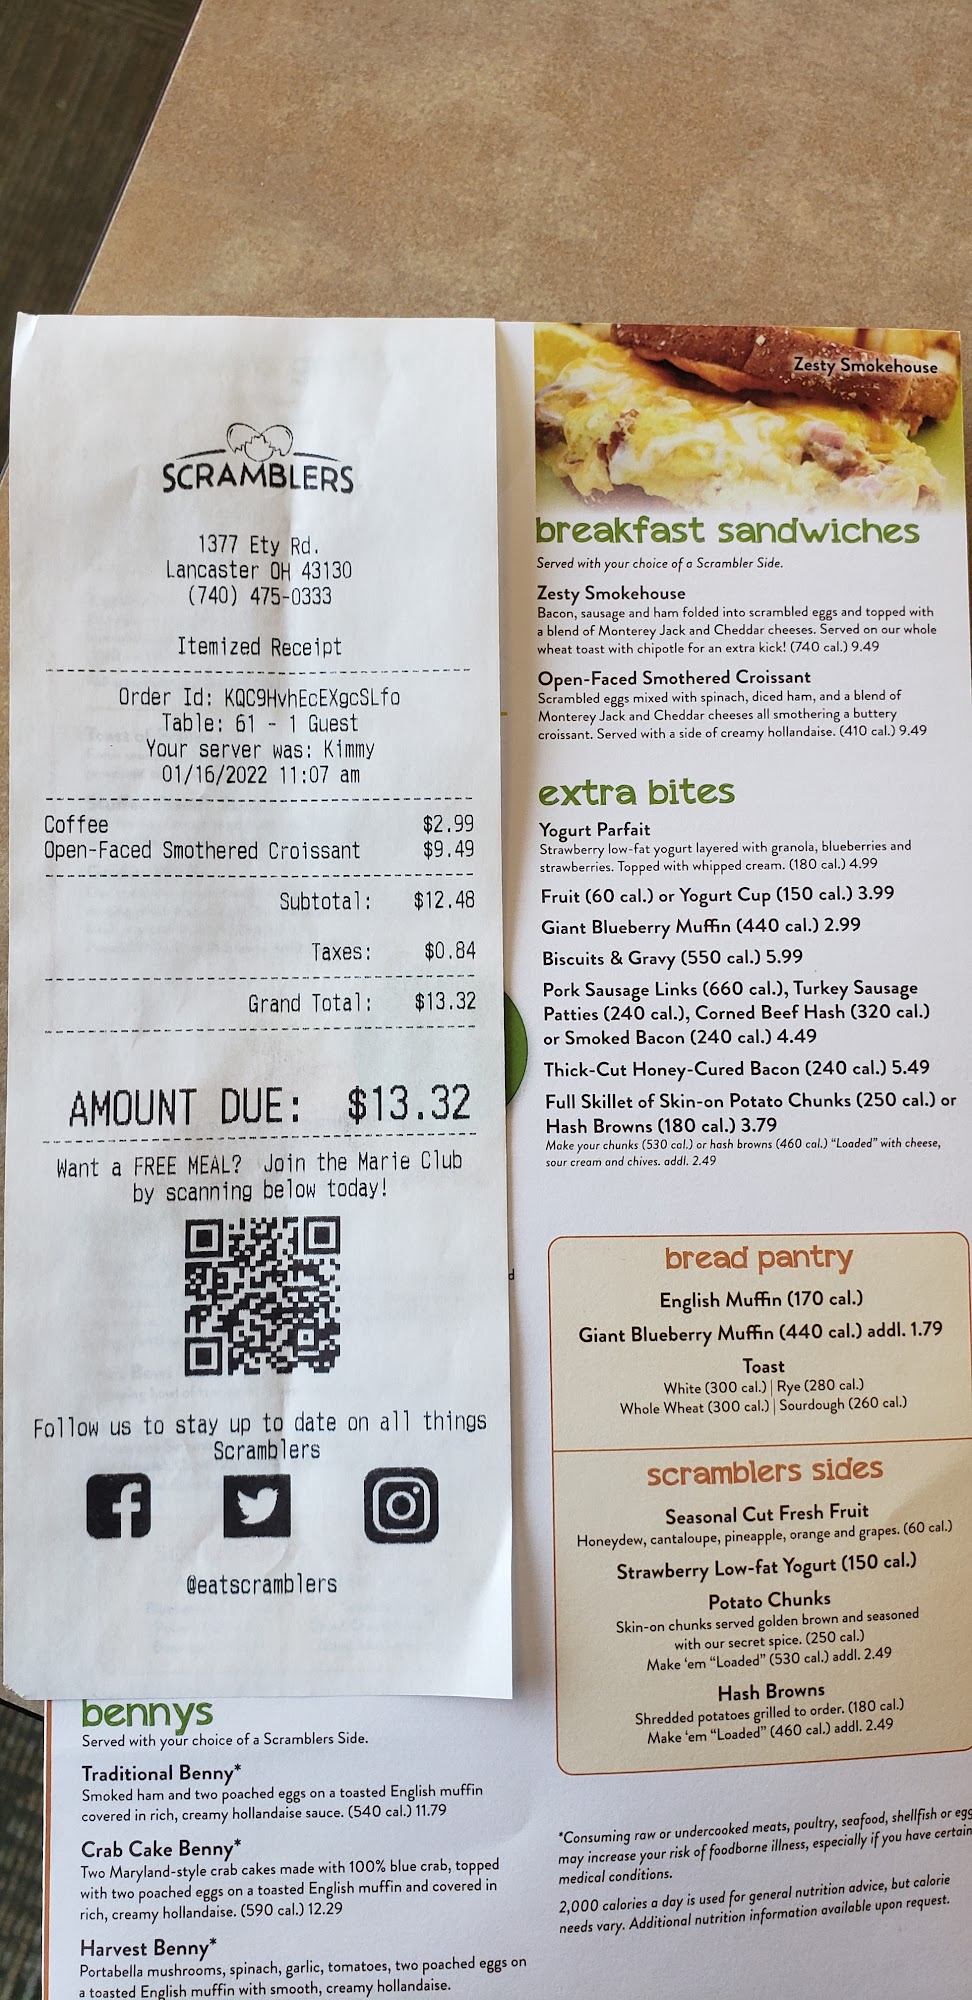 SCRAMBLERS
1377 Ety Rd.
Lancaster OH 43130
(740) 475-0333
Itemized Receipt
Order Id: KQC9HvhEcEXgcSLfo
Table: 61 - 1 Guest
Your server was: Kimmy
01/16/2022 11:07 am
Coffee $2.99
Open-Faced Smothered Croissant $9.49
Subtotal: $12.48
Taxes: $0.84
Grand Total: $13.32
AMOUNT DUE: $13.32
Want a FREE MEAL? Join the Marie Club
by scanning below today!
Follow us to stay up to date on all things
Scramblers
@eatscramblers
bennys
Served with your choice of a Scramblers Side.
Traditional Benny*
Smoked ham and two poached eggs on a toasted English muffin
covered in rich, creamy hollandaise sauce. (540 cal.) 11.79
Crab Cake Benny*
Two Maryland-style crab cakes made with 100% blue crab, topped
with two poached eggs on a toasted English muffin and covered in
rich, creamy hollandaise. (590 cal.) 12.29
Harvest Benny*
Portabella mushrooms, spinach, garlic, tomatoes, two poached eggs on
a toasted English muffin with smooth, creamy hollandaise.
Zesty Smokehouse
breakfast sandwiches
Served with your choice of a Scrambler Side.
Zesty Smokehouse
Bacon, sausage and ham folded into scrambled eggs and topped with
a blend of Monterey Jack and Cheddar cheeses. Served on our whole
wheat toast with chipotle for an extra kick! (740 cal.) 9.49
Open-Faced Smothered Croissant
Scrambled eggs mixed with spinach, diced ham, and a blend of
Monterey Jack and Cheddar cheeses all smothering a buttery
croissant. Served with a side of creamy hollandaise. (410 cal.) 9.49
extra bites
Yogurt Parfait
Strawberry low-fat yogurt layered with granola, blueberries and
strawberries. Topped with whipped cream. (180 cal.) 4.99
Fruit (60 cal.) or Yogurt Cup (150 cal.) 3.99
Giant Blueberry Muffin (440 cal.) 2.99
Biscuits & Gravy (550 cal.) 5.99
Pork Sausage Links (660 cal.), Turkey Sausage
Patties (240 cal.), Corned Beef Hash (320 cal.)
or Smoked Bacon (240 cal.) 4.49
Thick-Cut Honey-Cured Bacon (240 cal.) 5.49
Full Skillet of Skin-on Potato Chunks (250 cal.) or
Hash Browns (180 cal.) 3.79
Make your chunks (530 cal.) or hash browns (460 cal.) "Loaded" with cheese,
sour cream and chives. addl. 2.49
bread pantry
English Muffin (170 cal.)
Giant Blueberry Muffin (440 cal.) addl. 1.79
Toast
White (300 cal.) | Rye (280 cal.)
Whole Wheat (300 cal.) | Sourdough (260 cal.)
scramblers sides
Seasonal Cut Fresh Fruit
Honeydew, cantaloupe, pineapple, orange and grapes. (60 cal.)
Strawberry Low-fat Yogurt (150 cal.)
Potato Chunks
Skin-on chunks served golden brown and seasoned
with our secret spice. (250 cal.)
Make 'em "Loaded" (530 cal.) addl. 2.49
Hash Browns
Shredded potatoes grilled to order. (180 cal.)
Make 'em "Loaded" (460 cal.) addl. 2.49
*Consuming raw or undercooked meats, poultry, seafood, shellfish or egg
may increase your risk of foodborne illness, especially if you have certain
medical conditions.
2,000 calories a day is used for general nutrition advice, but calorie
needs vary. Additional nutrition information available upon request.